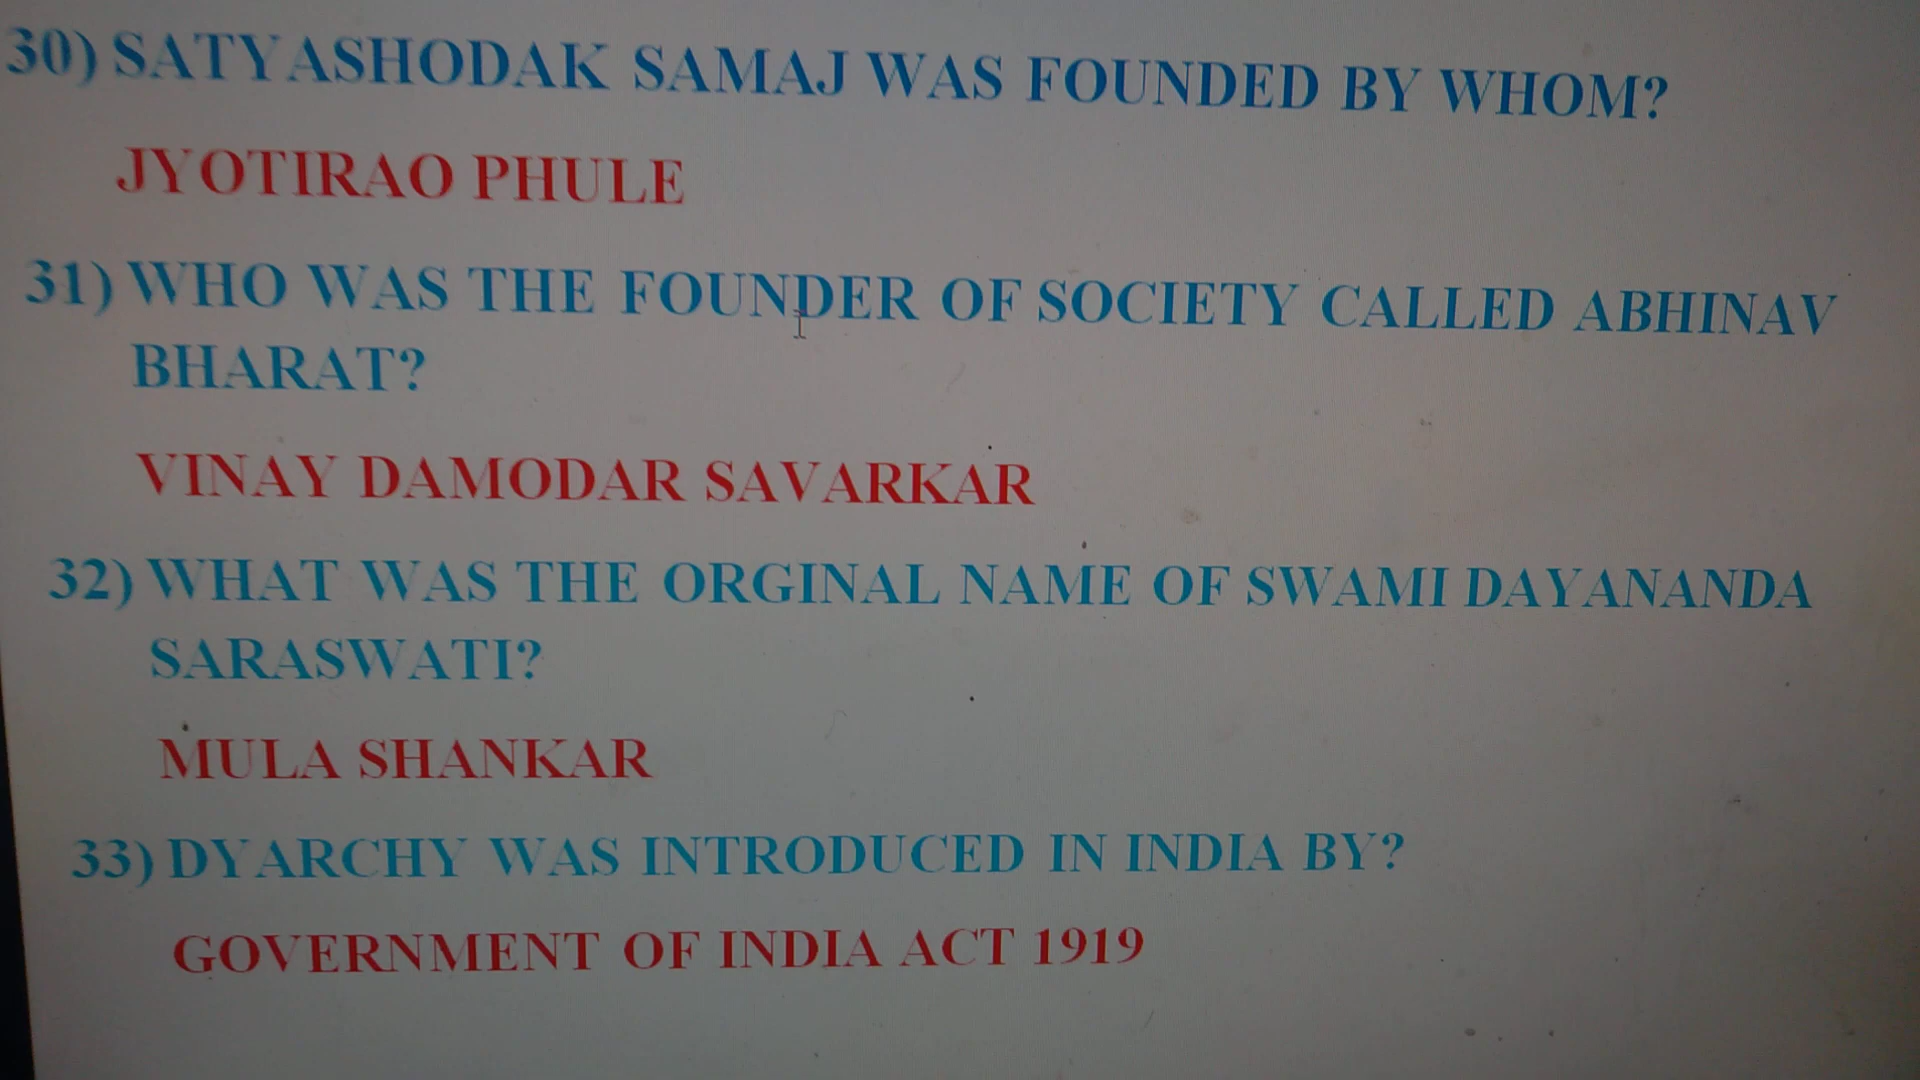 30) SATYASHODAK SAMAJ WAS FOUNDED BY WHOM?
JYOTIRAO PHULE
31) WHO WAS THE FOUNDER OF SOCIETY CALLED ABHINAV
BHARAT?
VINAY DAMODAR SAVARKAR
32) WHAT WAS THE ORGINAL NAME OF SWAMI DAYANANDA
SARASWATI?
MULA SHANKAR
33) DYARCHY WAS INTRODUCED IN INDIA BY?
GOVERNMENT OF INDIA ACT 1919